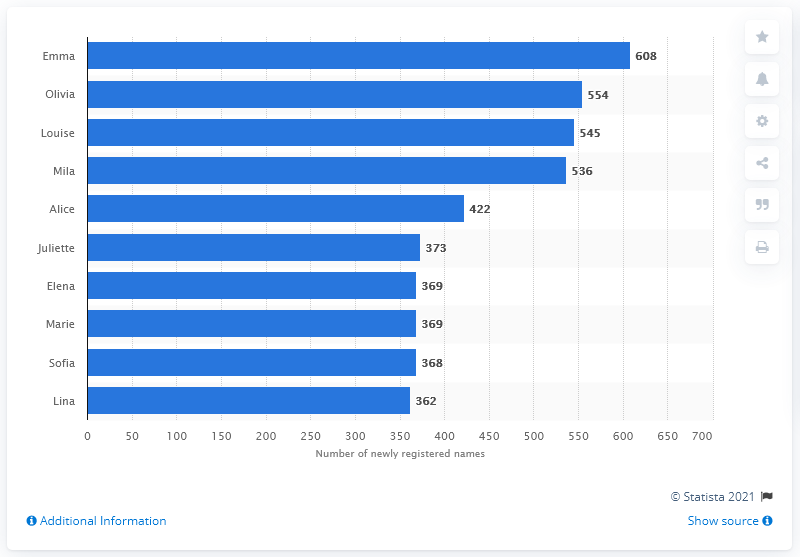 Emma 608
Olivia 554
Louise 545
Mila 536
Alice 422
Juliette 373
Elena 369
Marie 369
Sofia 368
Lina 362
0 50 100 150 200 250 300 350 400 450 500 550 600 650 700
Number of newly registered names
© Statista 2021
Additional Information
Show source